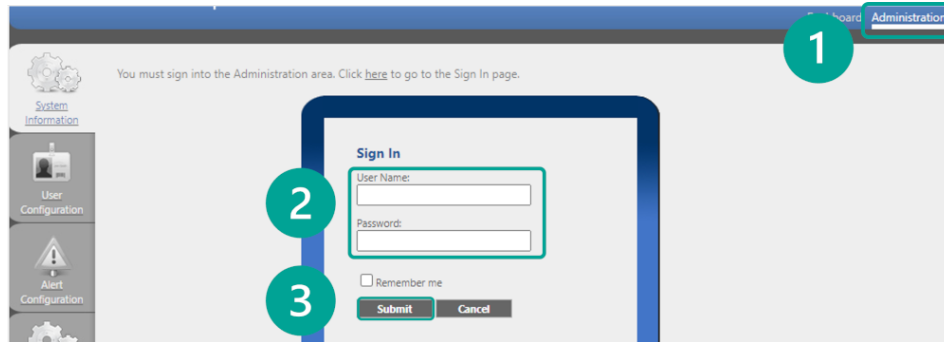 Administration
1
You must sign into the Administration area. Click here to go to the Sign In page.
System
Information
Sign In
User Name:
2
User
Configuration
Password:
Alert
Configuration
Remember me
3
Submit Cancel